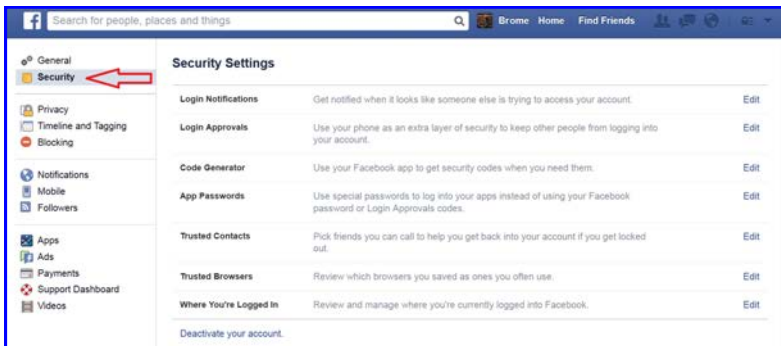 f Search for people, places and things Brome Home Find Friends
General
Security
Privacy
Timeline and Tagging
Blocking
Notifications
Mobile
Followers
Apps
Ads
Payments
Support Dashboard
Videos
Security Settings
Login Notifications Get notified when it looks like someone else is trying to access your account. Edit
Login Approvals Use your phone as an extra layer of security to keep other people from logging into Edit
your account.
Code Generator Use your Facebook app to get security codes when you need them. Edit
App Passwords Use special passwords to log into your apps instead of using your Facebook Edit
password or Login Approvals codes.
Trusted Contacts Pick friends you can call to help you get back into your account if you get locked Edit
out.
Trusted Browsers Review which browsers you saved as ones you often use. Edit
Where You're Logged In Review and manage where you're currently logged into Facebook. Edit
Deactivate your account.